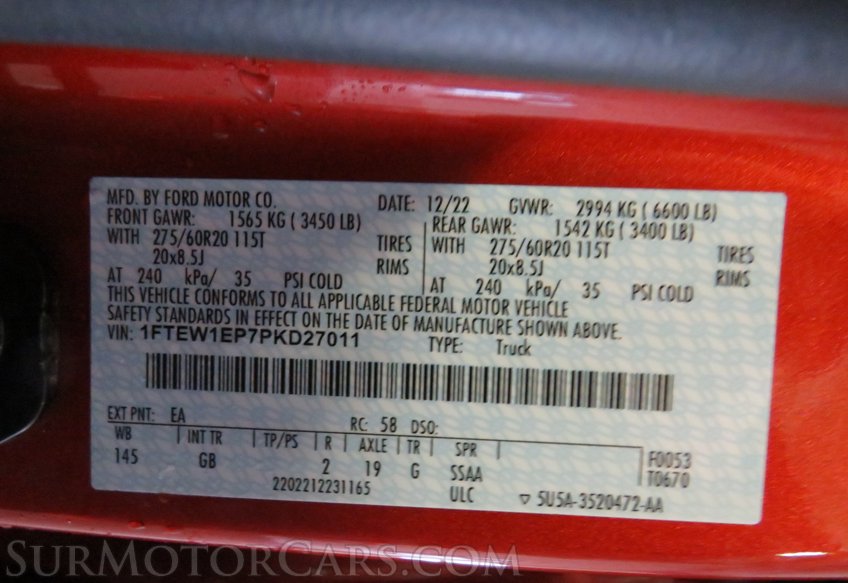 MFD. BY FORD MOTOR CO. DATE: 12/22 GVWR: 2994 KG ( 6600 LB)
FRONT GAWR: 1565 KG ( 3450 LB) REAR GAWR: 1542 KG ( 3400 LB)
WITH 275/60R20 115T TIRES WITH 275/60R20 115T TIRES
20x8.5J RIMS 20x8.5J RIMS
AT 240 kPa/ 35 PSI COLD AT 240 kPa/ 35 PSI COLD
THIS VEHICLE CONFORMS TO ALL APPLICABLE FEDERAL MOTOR VEHICLE
SAFETY STANDARDS IN EFFECT ON THE DATE OF MANUFACTURE SHOWN ABOVE.
VIN: 1FTEW1EP7PKD27011 TYPE: Truck
EXT PNT: EA RC: 58 DSO:
WB INT TR TP/PS R AXLE TR SPR F0053
145 GB 2 19 G SSAA T0670
2202212231165 ULC ▽ 5U5A-3520472-AA
SURMOTORCARS.COM